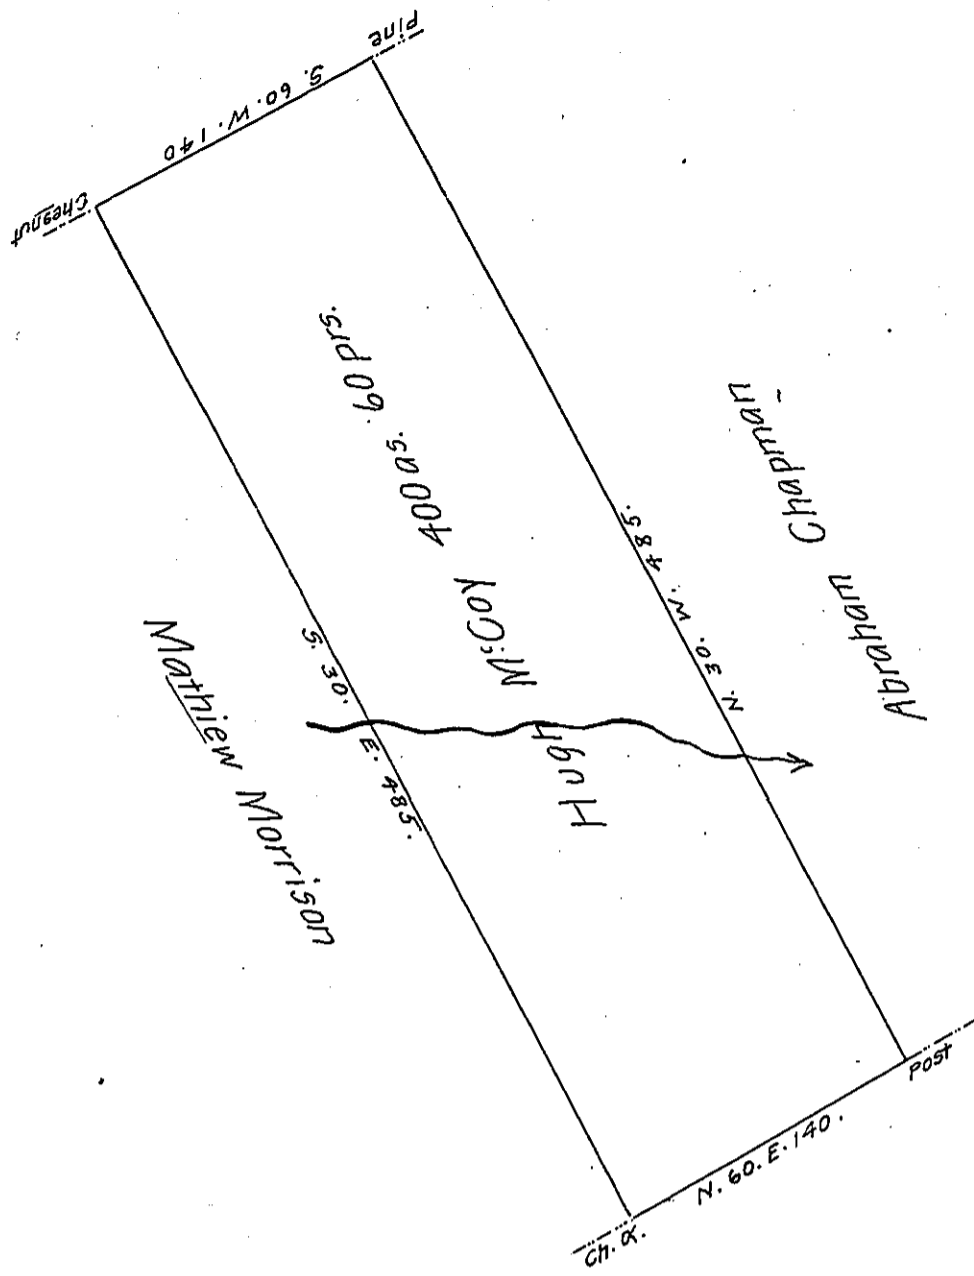 Pine
S. 60. W. 140
Chesnut
Hugh McCoy 400 as. 60 prs.
N. 30. W. 485.
Abraham Chapman
S. 30. E. 485.
Mathiew Morrison
Post
N. 60. E. 140.